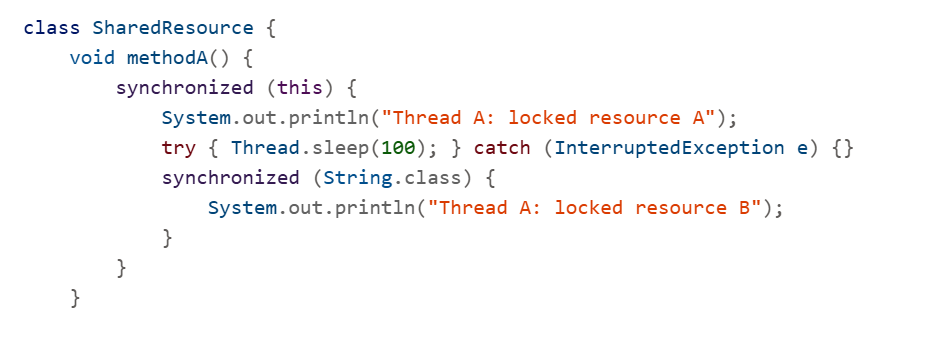 class SharedResource {
    void methodA() {
        synchronized (this) {
            System.out.println("Thread A: locked resource A");
            try { Thread.sleep(100); } catch (InterruptedException e) {}
            synchronized (String.class) {
                System.out.println("Thread A: locked resource B");
            }
        }
    }